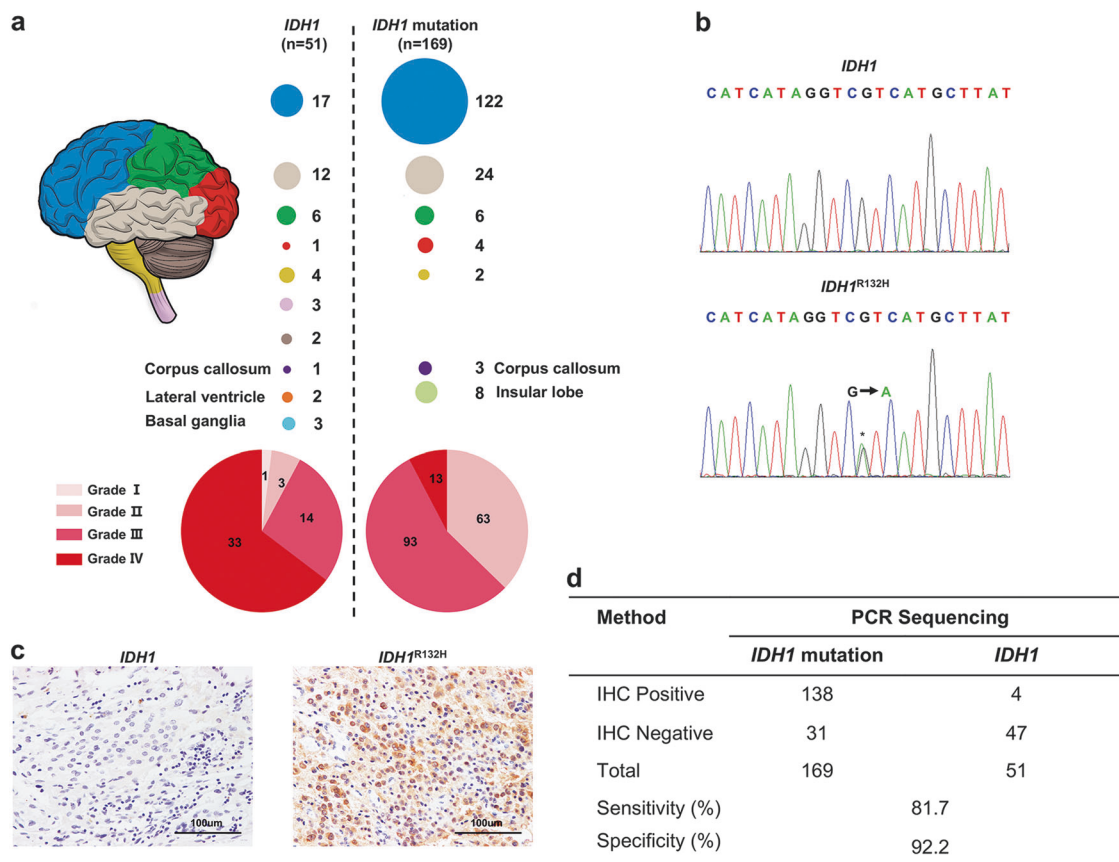 a
IDH1
(n=51)
IDH1 mutation
(n=169)
17
122
12
24
6
6
1
4
4
2
3
2
Corpus callosum 1
3 Corpus callosum
Lateral ventricle 2
8 Insular lobe
Basal ganglia 3
Grade I
Grade II
Grade III
Grade IV
1
3
14
33
13
63
93
b
IDH1
CATCATAGGTCGTCATGCTTAT
IDH1R132H
CATCATAGGTCGTCATGCTTAT
G→A
*
c
IDH1
100um
IDH1R132H
100um
d
Method PCR Sequencing
IDH1 mutation IDH1
IHC Positive 138 4
IHC Negative 31 47
Total 169 51
Sensitivity (%) 81.7
Specificity (%) 92.2